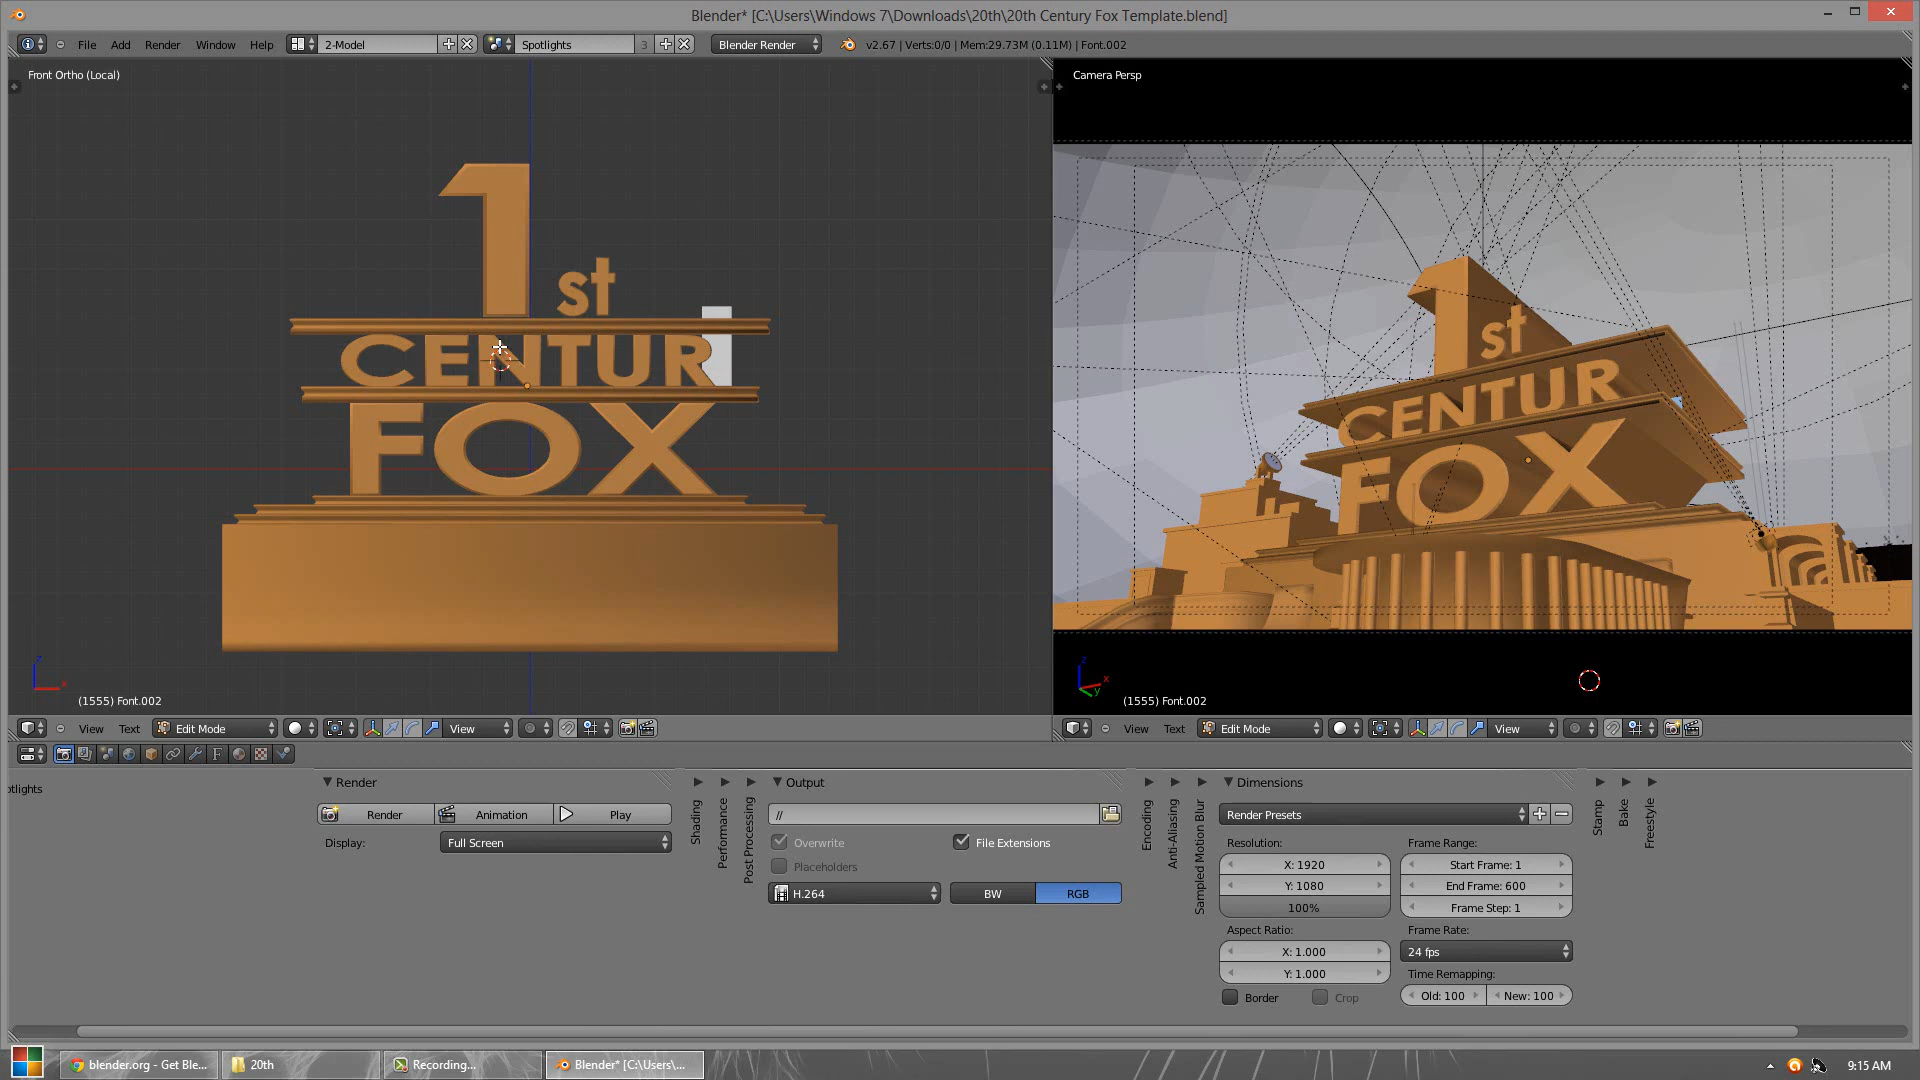 Blender* [C:\Users\Windows 7\Downloads\20th\20th Century Fox Template.blend]
File Add Render Window Help 2-Model Spotlights 3 Blender Render v2.67 | Verts:0/0 | Mem:29.73M (0.11M) | Font.002
Front Ortho (Local)
1st
CENTUR
FOX
z
x
(1555) Font.002
Camera Persp
1st
CENTUR
FOX
z
x
y
(1555) Font.002
View Text Edit Mode View
View Text Edit Mode View
F
otlights
Render
Render Animation Play
Display: Full Screen
Shading
Performance
Post Processing
Output
//
Overwrite File Extensions
Placeholders
H.264 BW RGB
Encoding
Anti-Aliasing
Sampled Motion Blur
Dimensions
Render Presets
Resolution: Frame Range:
X: 1920 Start Frame: 1
Y: 1080 End Frame: 600
100% Frame Step: 1
Aspect Ratio: Frame Rate:
X: 1.000 24 fps
Y: 1.000 Time Remapping:
Border Crop Old: 100 New: 100
Stamp
Bake
Freestyle
blender.org - Get Ble... 20th Recording... Blender* [C:\Users\... 9:15 AM